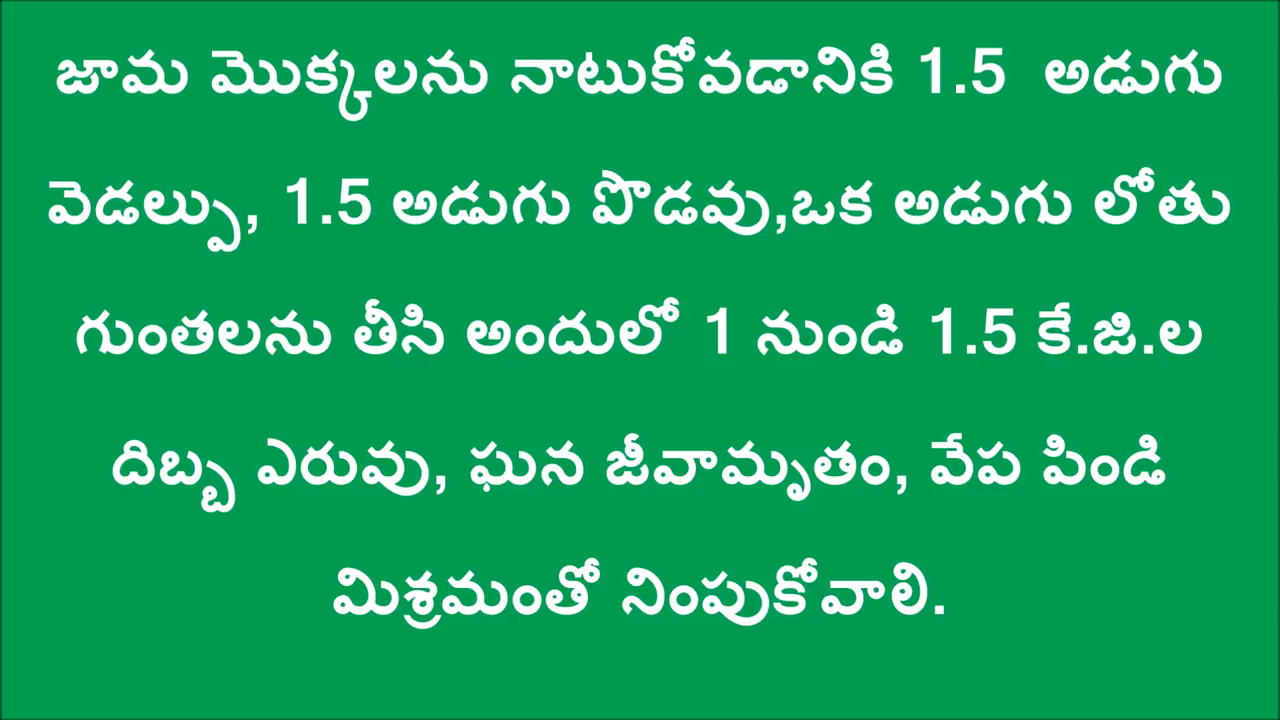 జామ మొక్కలను నాటుకోవడానికి 1.5 అడుగు
వెడల్పు, 1.5 అడుగు పొడవు,ఒక అడుగు లోతు
గుంతలను తీసి అందులో 1 నుండి 1.5 కే.జి.ల
దిబ్బ ఎరువు, ఘన జీవామృతం, వేప పిండి
మిశ్రమంతో నింపుకోవాలి.